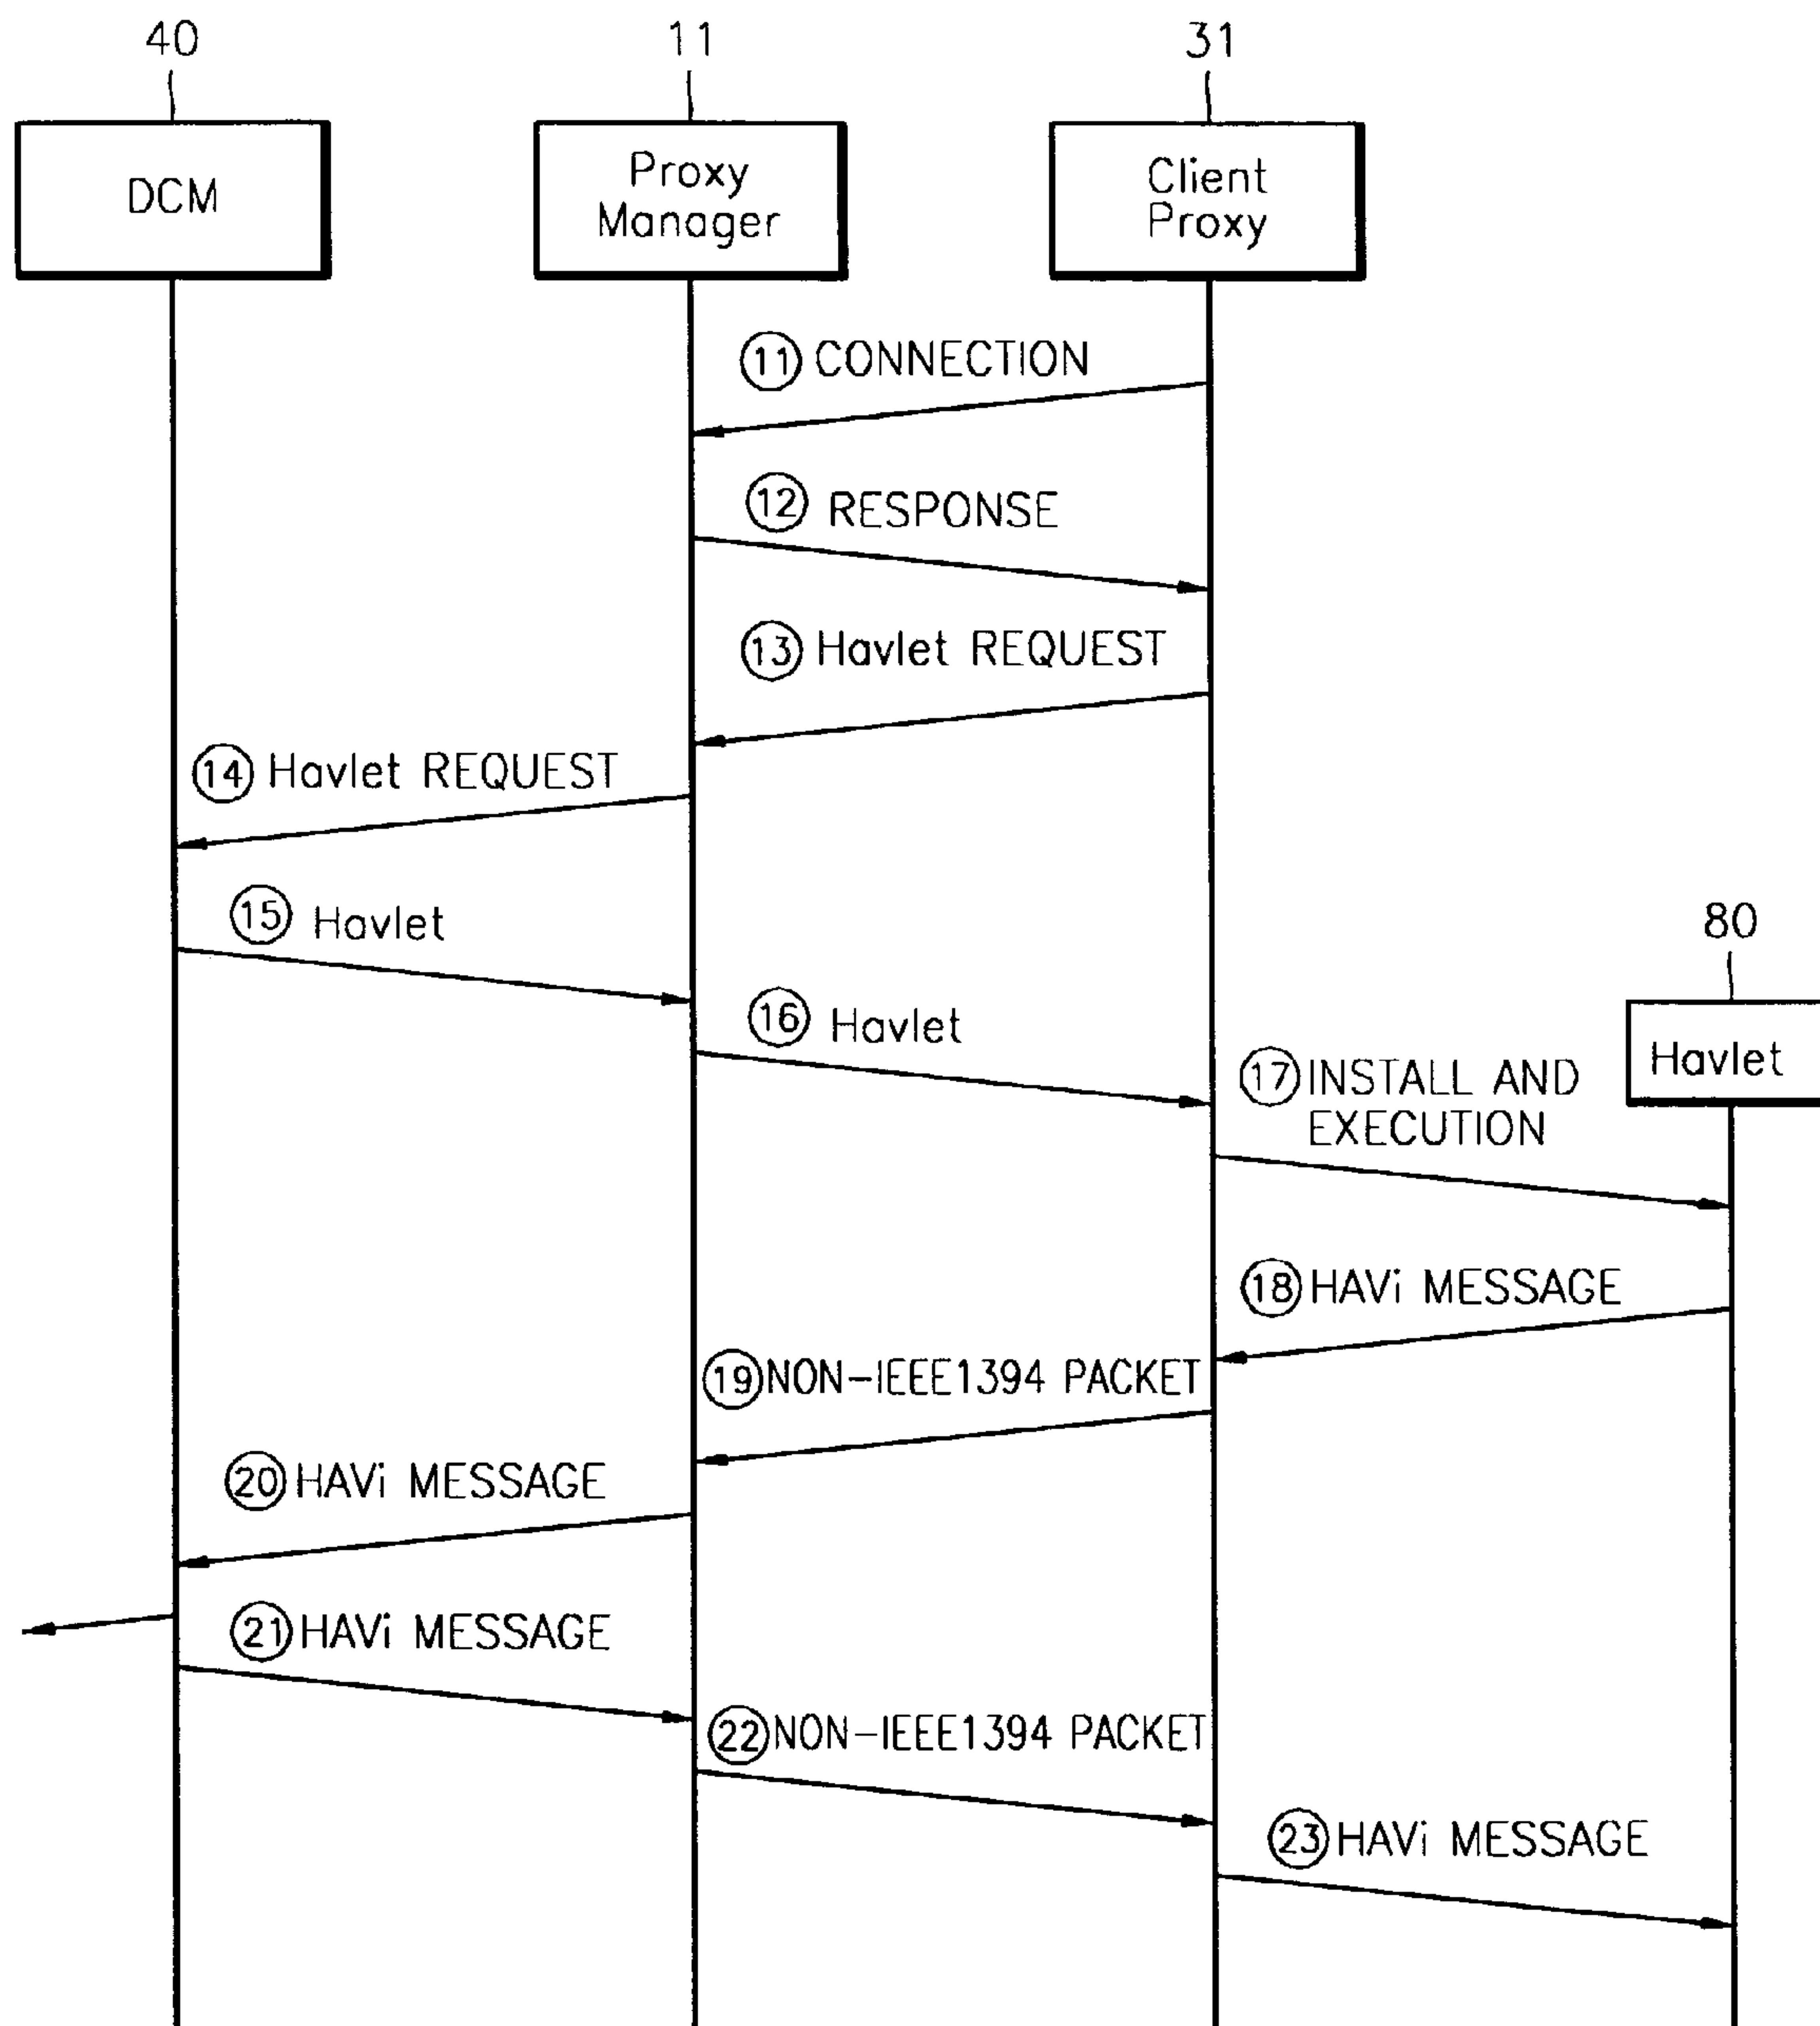 40
11
31
DCM
Proxy
Manager
Client
Proxy
⑪ CONNECTION
⑫ RESPONSE
⑬ Havlet REQUEST
⑭ Havlet REQUEST
⑮ Havlet
80
⑯ Havlet
Havlet
⑰ INSTALL AND
EXECUTION
⑱ HAVi MESSAGE
⑲ NON-IEEE1394 PACKET
⑳ HAVi MESSAGE
㉑ HAVi MESSAGE
㉒ NON-IEEE1394 PACKET
㉓ HAVi MESSAGE